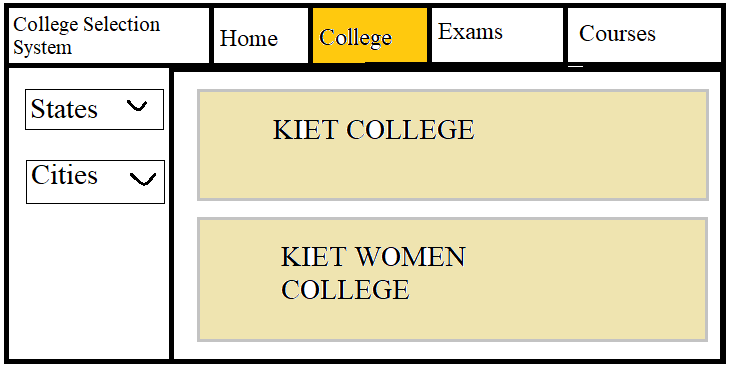 College Selection
System
Home
College
Exams
Courses
States
Cities
KIET COLLEGE
KIET WOMEN
COLLEGE